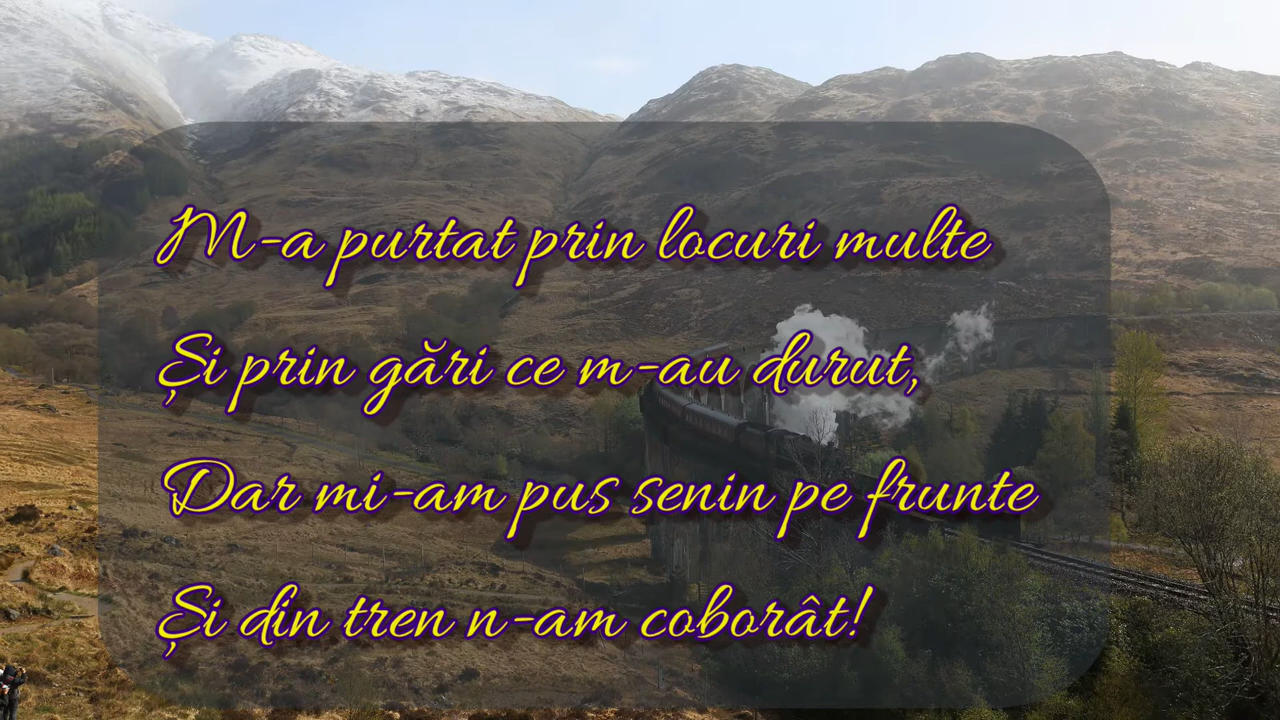 M-a purtat prin locuri multe
Și prin gări ce m-au durut,
Dar mi-am pus senin pe frunte
Și din tren n-am coborât!